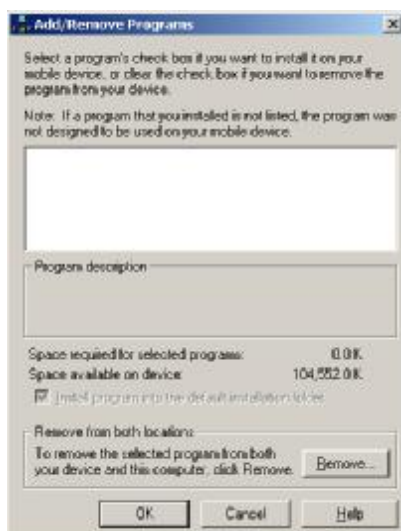 Add/Remove Programs
Select a program's check box if you want to install it on your
mobile device, or clear the check box if you want to remove the
program from your device.
Note: If a program that you installed is not listed, the program was
not designed to be used on your mobile device.
Program description
Space required for selected programs: 0.0 K
Space available on device: 104,552.0 K
Install program into the default installation folder
Remove from both locations
To remove the selected program from both
your device and this computer, click Remove.
Remove...
OK Cancel Help